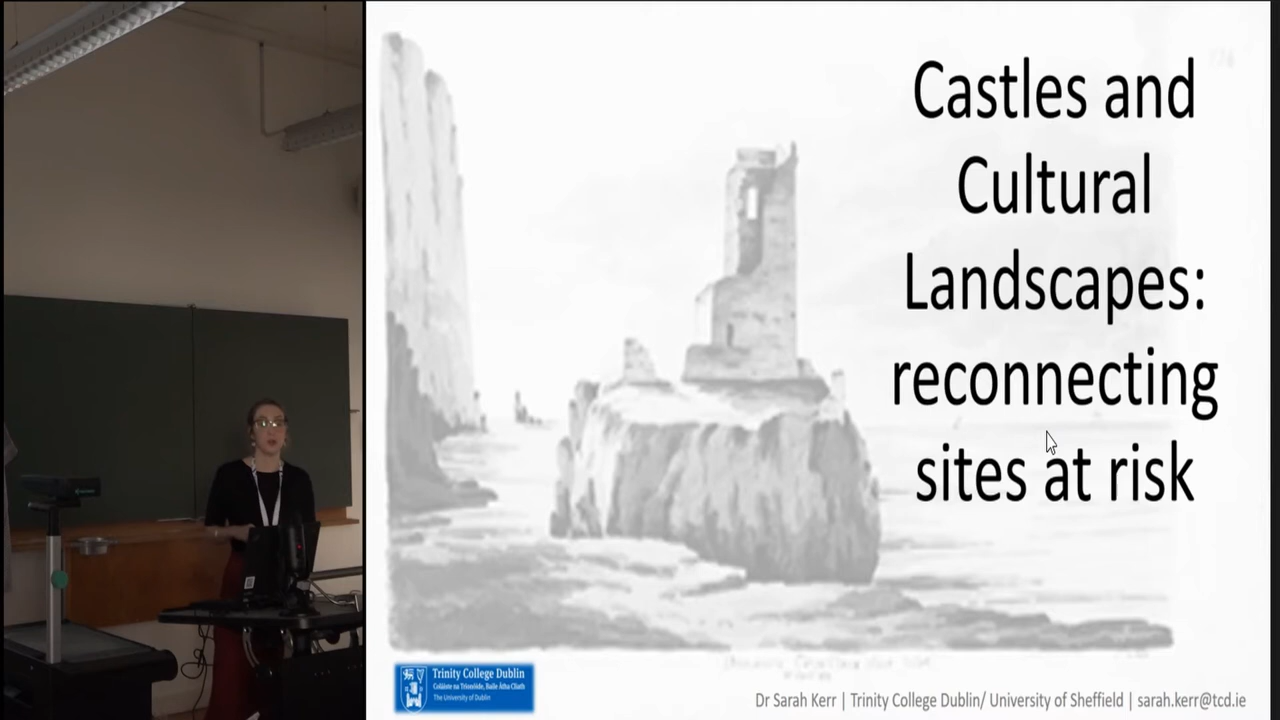 Castles and
Cultural
Landscapes:
reconnecting
sites at risk
Trinity College Dublin
Coláiste na Tríonóide, Baile Átha Cliath
The University of Dublin
Dr Sarah Kerr | Trinity College Dublin/ University of Sheffield | sarah.kerr@tcd.ie